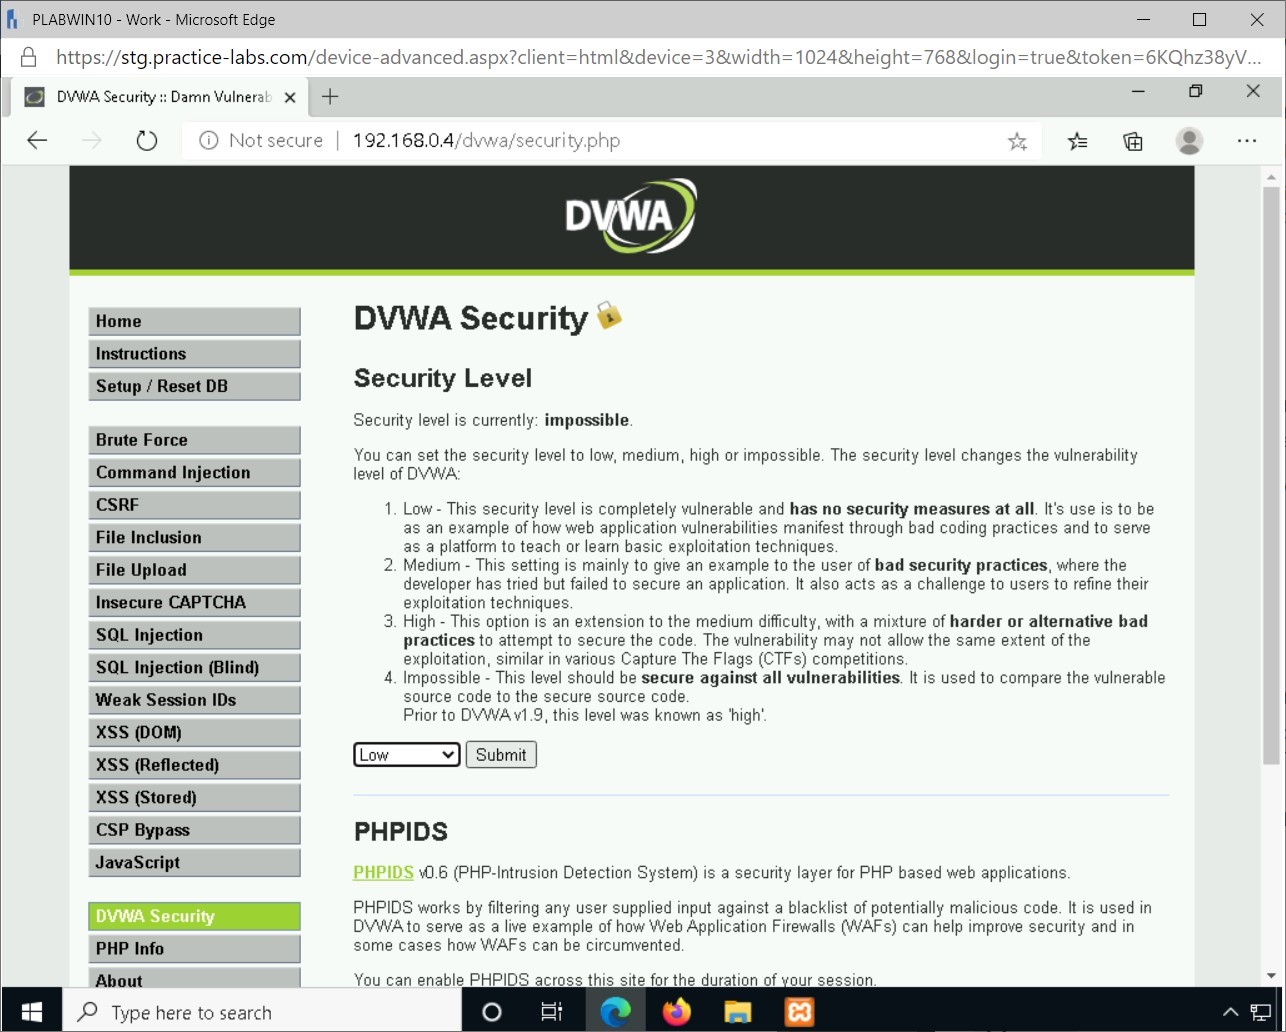 PLABWIN10 - Work - Microsoft Edge
https://stg.practice-labs.com/device-advanced.aspx?client=html&device=3&width=1024&height=768&login=true&token=6KQhz38yV...
DVWA Security :: Damn Vulnerab
Not secure | 192.168.0.4/dvwa/security.php
DVWA
Home
Instructions
Setup / Reset DB
Brute Force
Command Injection
CSRF
File Inclusion
File Upload
Insecure CAPTCHA
SQL Injection
SQL Injection (Blind)
Weak Session IDs
XSS (DOM)
XSS (Reflected)
XSS (Stored)
CSP Bypass
JavaScript
DVWA Security
PHP Info
About
DVWA Security
Security Level
Security level is currently: impossible.
You can set the security level to low, medium, high or impossible. The security level changes the vulnerability
level of DVWA:
1. Low - This security level is completely vulnerable and has no security measures at all. It's use is to be
as an example of how web application vulnerabilities manifest through bad coding practices and to serve
as a platform to teach or learn basic exploitation techniques.
2. Medium - This setting is mainly to give an example to the user of bad security practices, where the
developer has tried but failed to secure an application. It also acts as a challenge to users to refine their
exploitation techniques.
3. High - This option is an extension to the medium difficulty, with a mixture of harder or alternative bad
practices to attempt to secure the code. The vulnerability may not allow the same extent of the
exploitation, similar in various Capture The Flags (CTFs) competitions.
4. Impossible - This level should be secure against all vulnerabilities. It is used to compare the vulnerable
source code to the secure source code.
Prior to DVWA v1.9, this level was known as 'high'.
Low Submit
PHPIDS
PHPIDS v0.6 (PHP-Intrusion Detection System) is a security layer for PHP based web applications.
PHPIDS works by filtering any user supplied input against a blacklist of potentially malicious code. It is used in
DVWA to serve as a live example of how Web Application Firewalls (WAFs) can help improve security and in
some cases how WAFs can be circumvented.
You can enable PHPIDS across this site for the duration of your session.
Type here to search